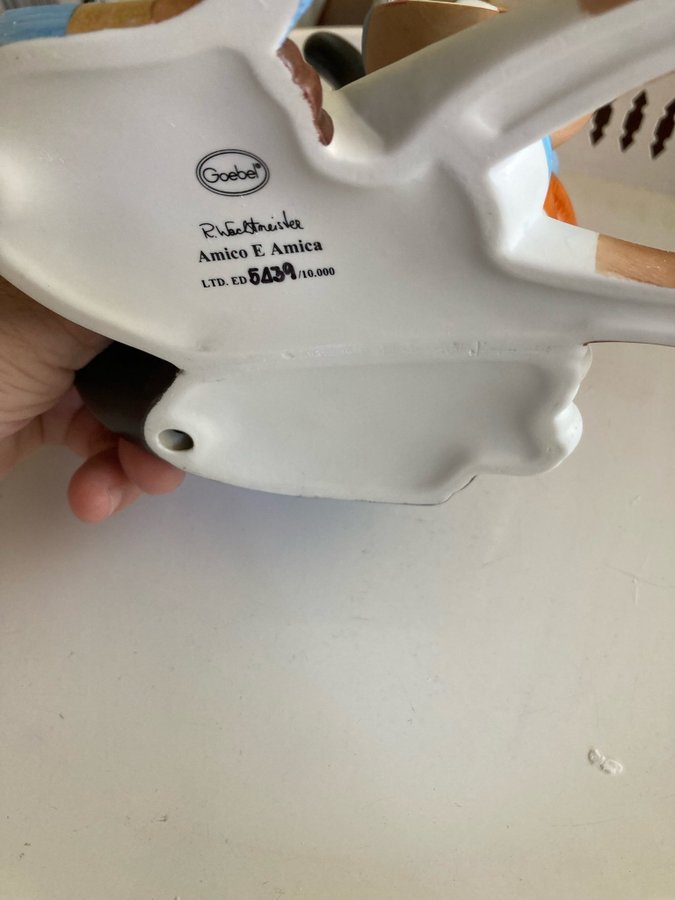 Goebel®
R. Wachtmeister
Amico E Amica
LTD. ED 5439/10.000